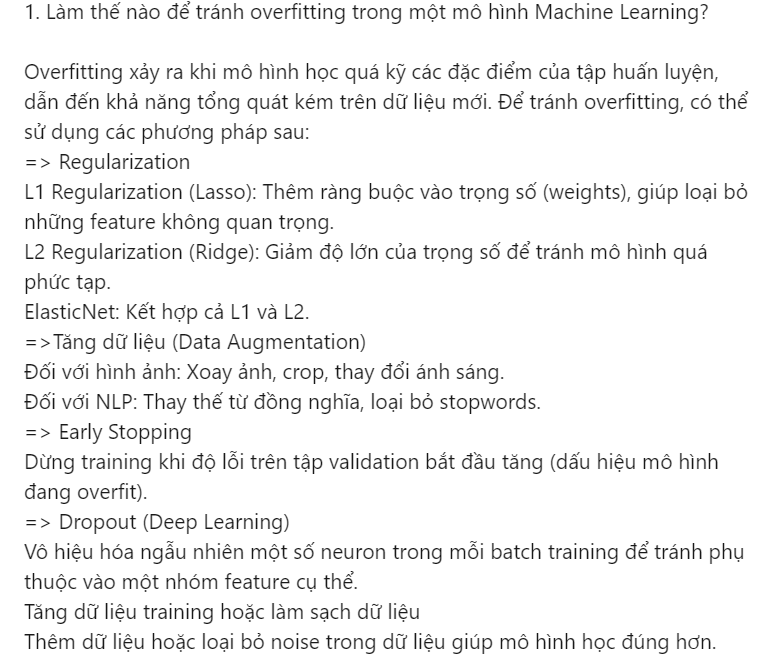 1. Làm thế nào để tránh overfitting trong một mô hình Machine Learning?
Overfitting xảy ra khi mô hình học quá kỹ các đặc điểm của tập huấn luyện,
dẫn đến khả năng tổng quát kém trên dữ liệu mới. Để tránh overfitting, có thể
sử dụng các phương pháp sau:
=> Regularization
L1 Regularization (Lasso): Thêm ràng buộc vào trọng số (weights), giúp loại bỏ
những feature không quan trọng.
L2 Regularization (Ridge): Giảm độ lớn của trọng số để tránh mô hình quá
phức tạp.
ElasticNet: Kết hợp cả L1 và L2.
=>Tăng dữ liệu (Data Augmentation)
Đối với hình ảnh: Xoay ảnh, crop, thay đổi ánh sáng.
Đối với NLP: Thay thế từ đồng nghĩa, loại bỏ stopwords.
=> Early Stopping
Dừng training khi độ lỗi trên tập validation bắt đầu tăng (dấu hiệu mô hình
đang overfit).
=> Dropout (Deep Learning)
Vô hiệu hóa ngẫu nhiên một số neuron trong mỗi batch training để tránh phụ
thuộc vào một nhóm feature cụ thể.
Tăng dữ liệu training hoặc làm sạch dữ liệu
Thêm dữ liệu hoặc loại bỏ noise trong dữ liệu giúp mô hình học đúng hơn.